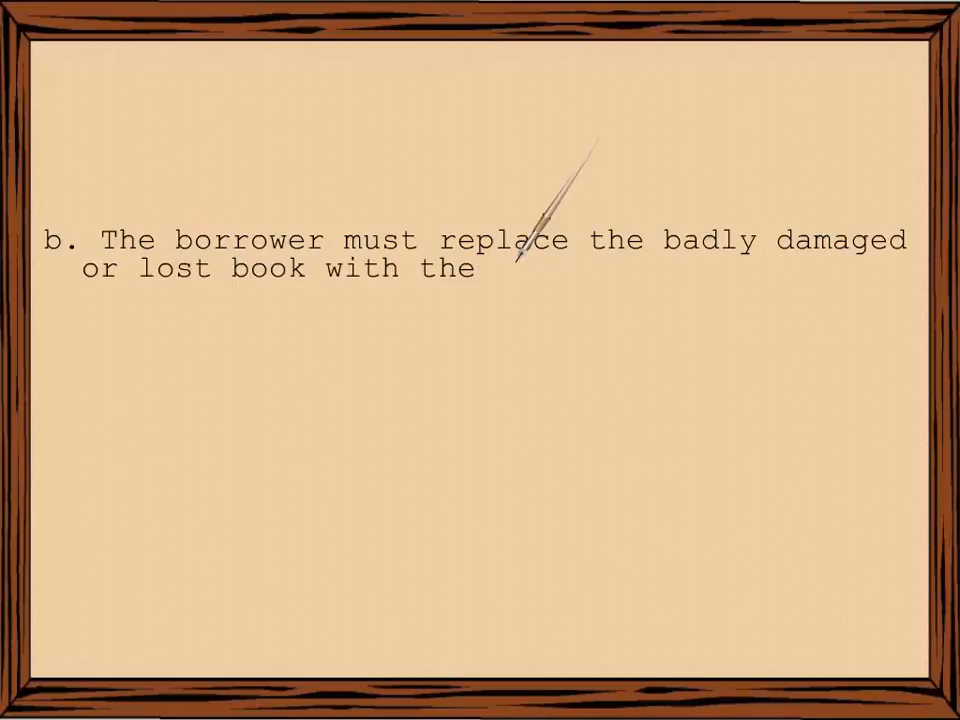 b. The borrower must replace the badly damaged
or lost book with the